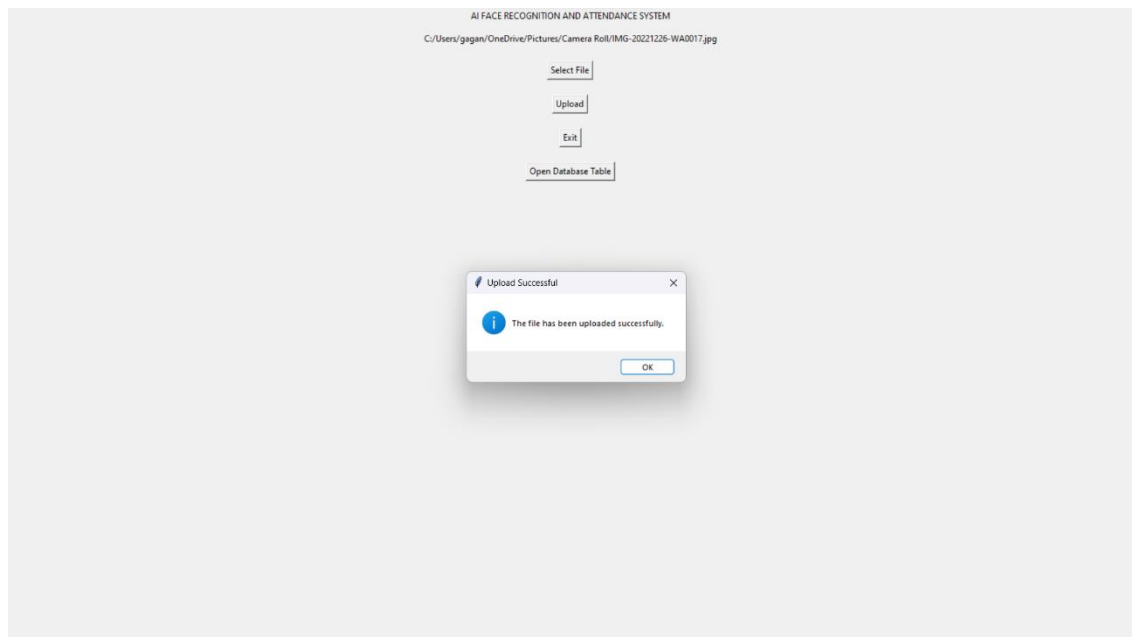 AI FACE RECOGNITION AND ATTENDANCE SYSTEM
C:/Users/gagan/OneDrive/Pictures/Camera Roll/IMG-20221226-WA0017.jpg
Select File
Upload
Exit
Open Database Table
Upload Successful
The file has been uploaded successfully.
OK